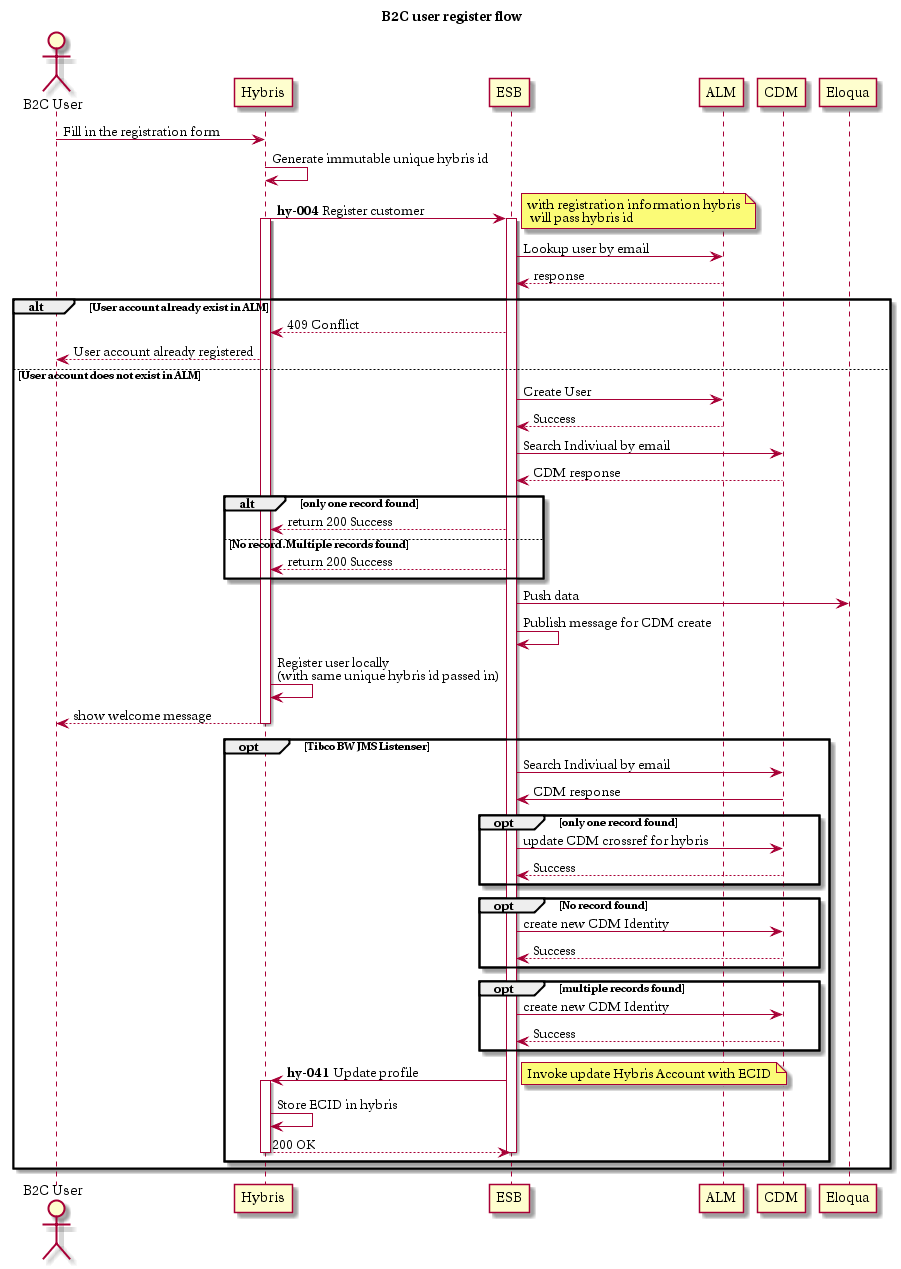 B2C user register flow
B2C User
Hybris
ESB
ALM
CDM
Eloqua
Fill in the registration form
Generate immutable unique hybris id
hy-004 Register customer
with registration information hybris
will pass hybris id
Lookup user by email
response
alt
[User account already exist in ALM]
409 Conflict
User account already registered
[User account does not exist in ALM]
Create User
Success
Search Indiviual by email
CDM response
alt
[only one record found]
return 200 Success
[No record.Multiple records found]
return 200 Success
Push data
Publish message for CDM create
Register user locally
(with same unique hybris id passed in)
show welcome message
opt
[Tibco BW JMS Listenser]
Search Indiviual by email
CDM response
opt
[only one record found]
update CDM crossref for hybris
Success
opt
[No record found]
create new CDM Identity
Success
opt
[multiple records found]
create new CDM Identity
Success
hy-041 Update profile
Invoke update Hybris Account with ECID
Store ECID in hybris
200 OK
B2C User
Hybris
ESB
ALM
CDM
Eloqua